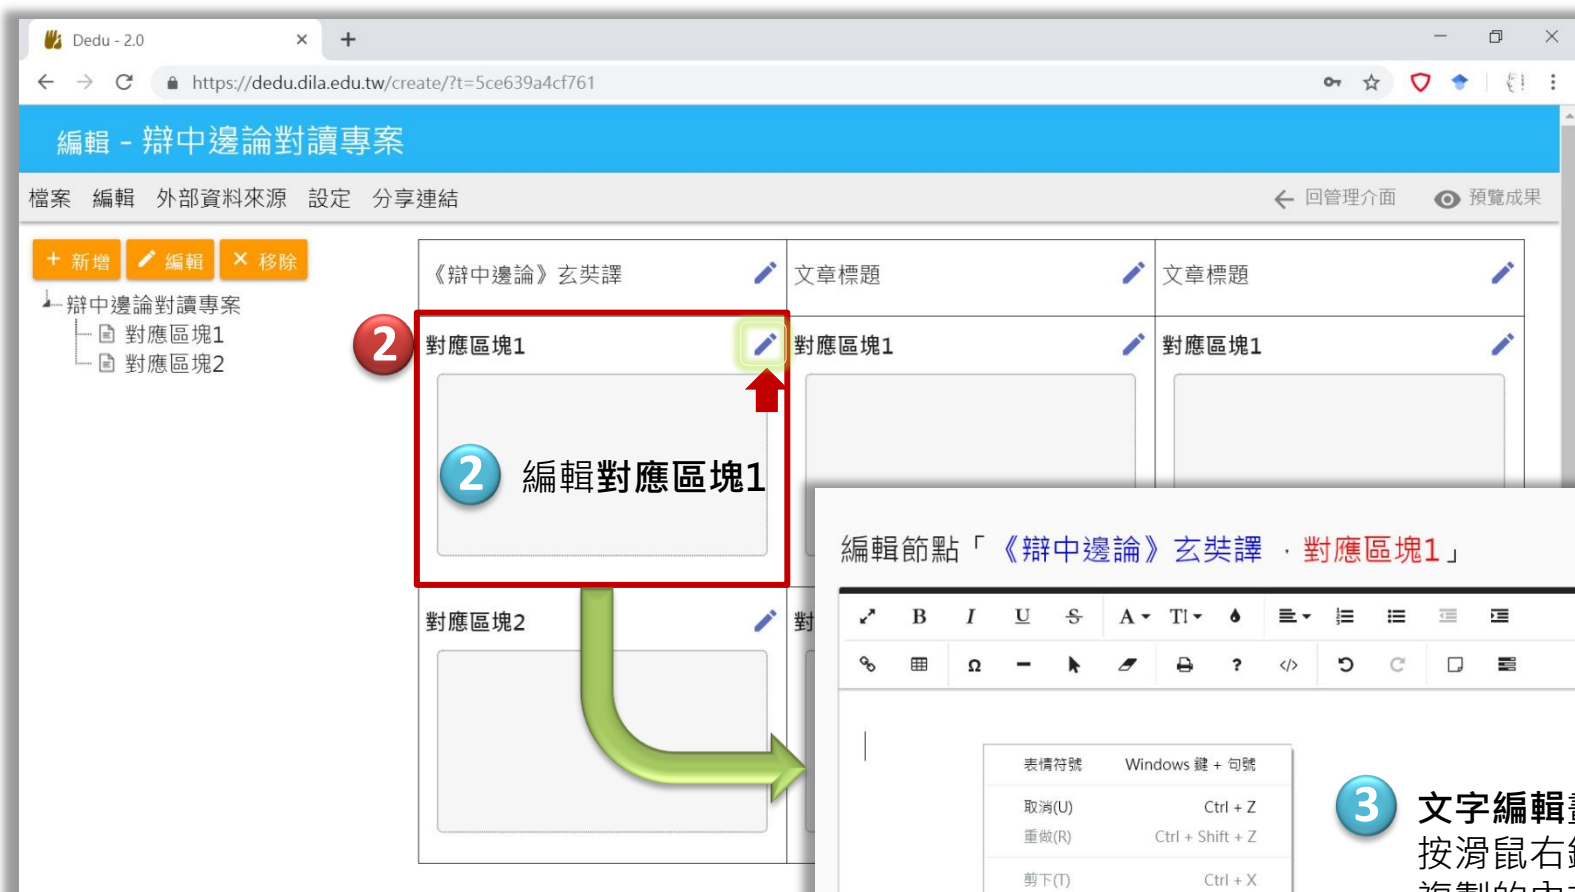 Dedu - 2.0
https://dedu.dila.edu.tw/create/?t=5ce639a4cf761
編輯 - 辯中邊論對讀專案
檔案 編輯 外部資料來源 設定 分享連結
回管理介面 預覽成果
+ 新增 編輯 × 移除
辯中邊論對讀專案
對應區塊1
對應區塊2
《辯中邊論》玄奘譯 文章標題 文章標題
2 對應區塊1 對應區塊1 對應區塊1
2 編輯對應區塊1
編輯節點「《辯中邊論》玄奘譯 · 對應區塊1」
對應區塊2 對
表情符號 Windows 鍵 + 句號
取消(U) Ctrl + Z
重做(R) Ctrl + Shift + Z
剪下(T) Ctrl + X
3 文字編輯
按滑鼠右